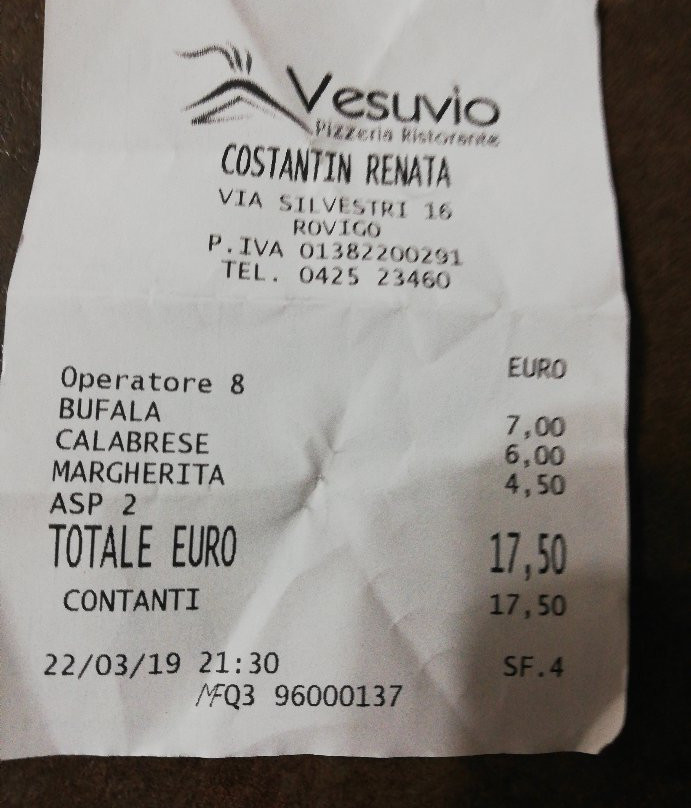 Vesuvio
Pizzeria Ristorante
COSTANTIN RENATA
VIA SILVESTRI 16
ROVIGO
P.IVA 01382200291
TEL. 0425 23460
Operatore 8 EURO
BUFALA 7,00
CALABRESE 6,00
MARGHERITA 4,50
ASP 2
TOTALE EURO 17,50
CONTANTI 17,50
22/03/19 21:30 SF.4
MFQ3 96000137